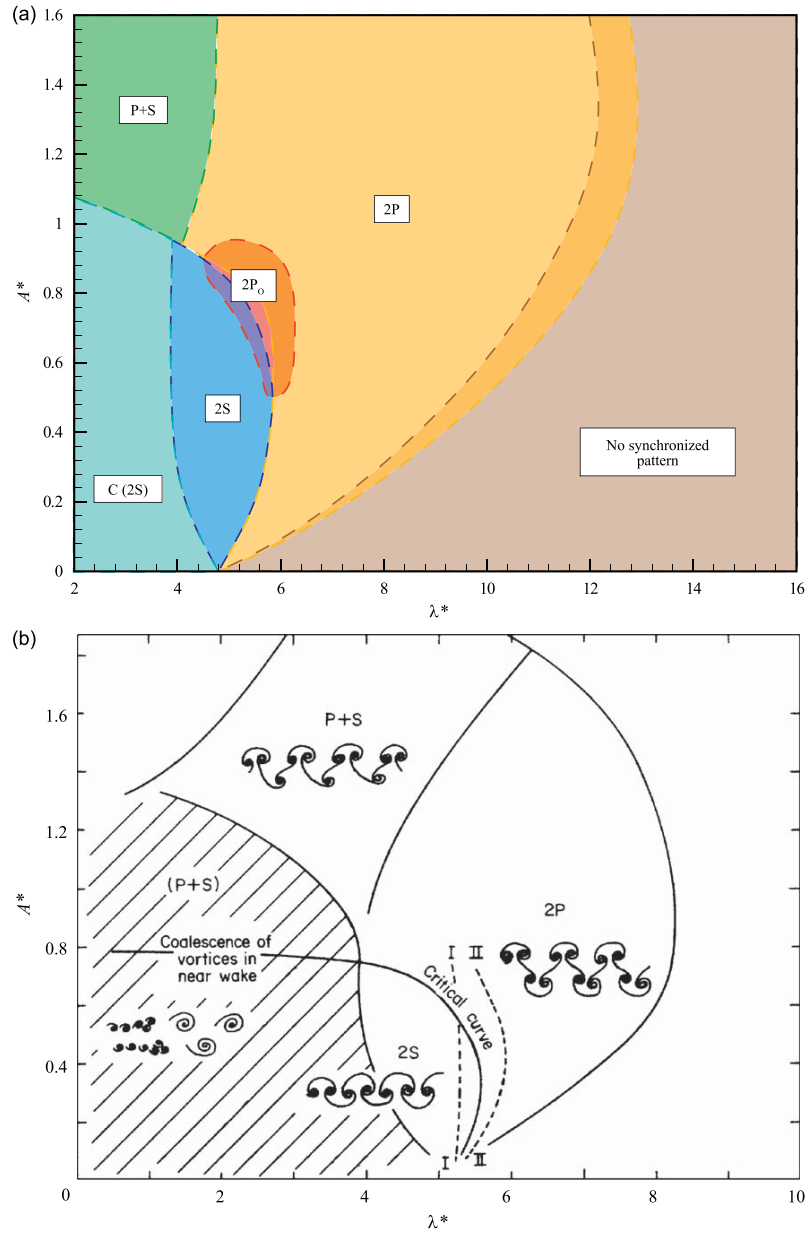 (a)
1.6
1.4
1.2
1
0.8
0.6
0.4
0.2
0
A*
P+S
2P
2P_O
2S
C (2S)
No synchronized
pattern
2 4 6 8 10 12 14 16
λ*
(b)
1.6
1.2
0.8
0.4
A*
P+S
(P+S)
Coalescence of
vortices in
near wake
2P
I II
Critical curve
2S
I II
0 2 4 6 8 10
λ*